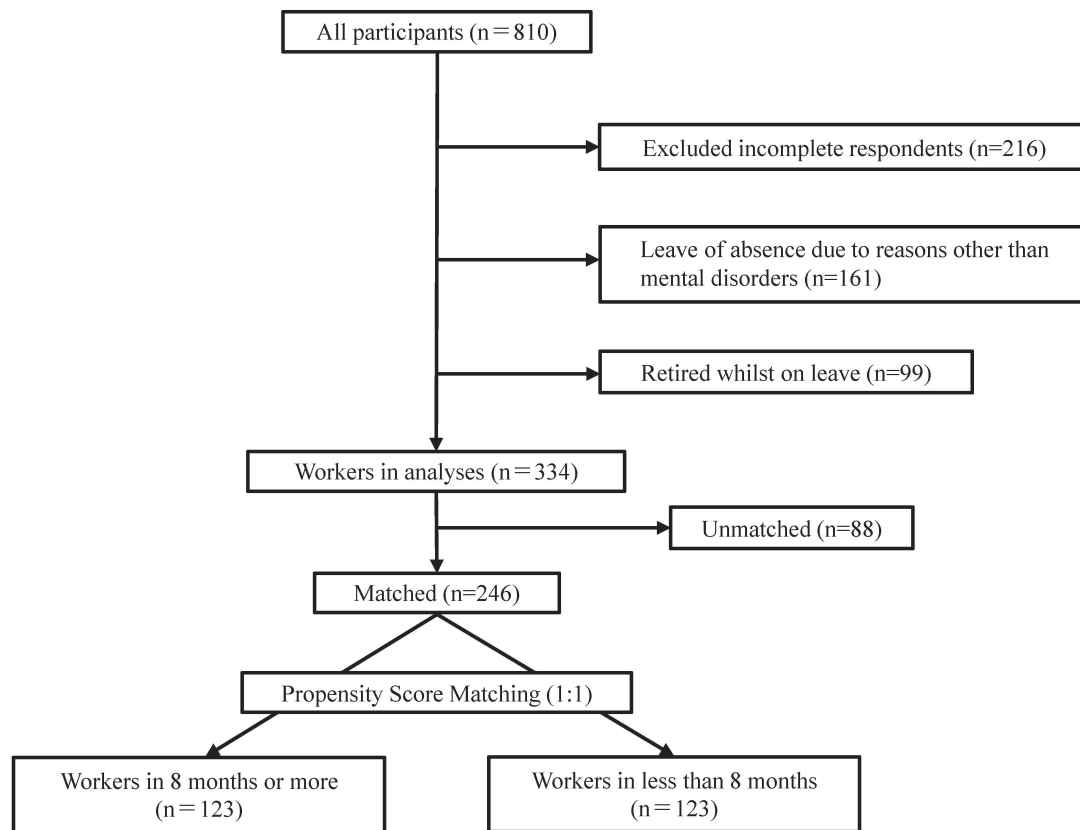 All participants (n＝810)
Excluded incomplete respondents (n=216)
Leave of absence due to reasons other than
mental disorders (n=161)
Retired whilst on leave (n=99)
Workers in analyses (n＝334)
Unmatched (n=88)
Matched (n=246)
Propensity Score Matching (1:1)
Workers in 8 months or more
(n＝123)
Workers in less than 8 months
(n＝123)